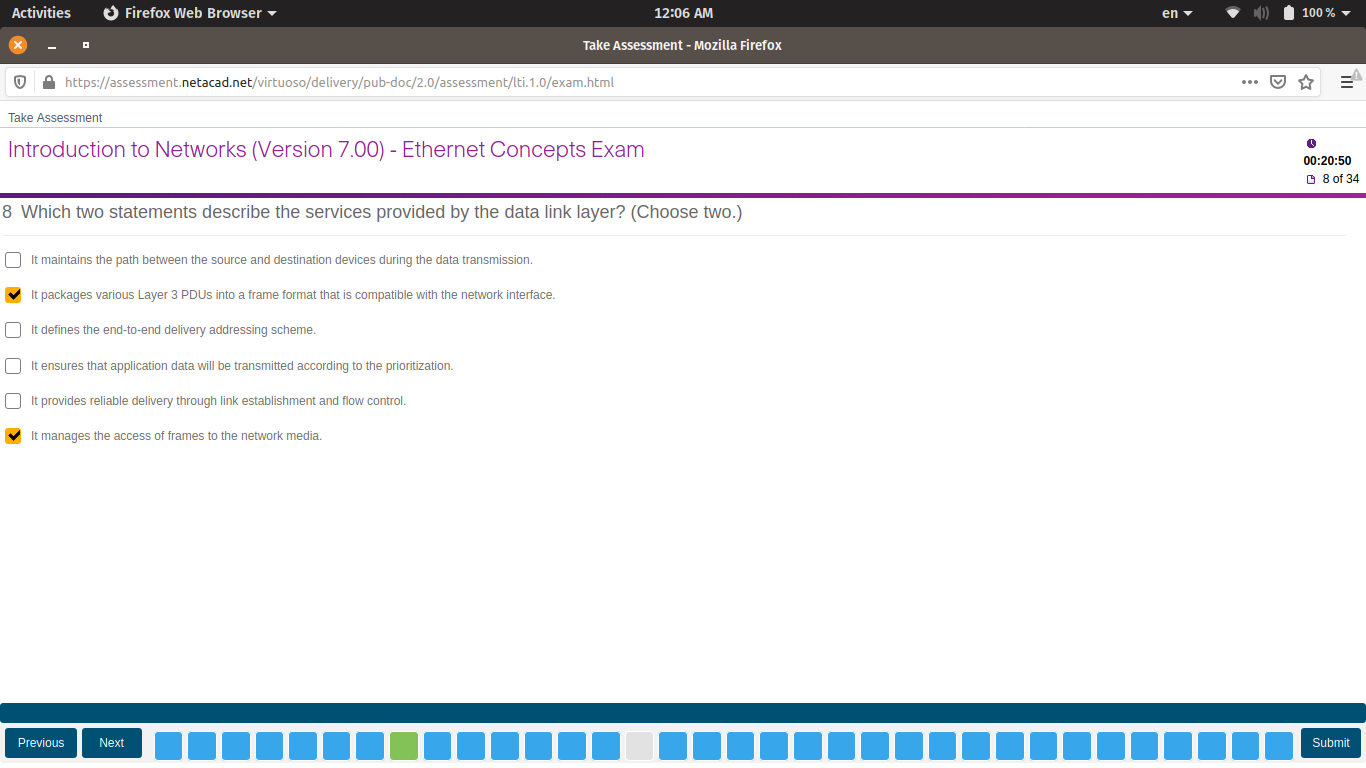 Activities Firefox Web Browser 12:06 AM en 100 %
Take Assessment - Mozilla Firefox
https://assessment.netacad.net/virtuoso/delivery/pub-doc/2.0/assessment/lti.1.0/exam.html
Take Assessment
Introduction to Networks (Version 7.00) - Ethernet Concepts Exam
00:20:50
8 of 34
8 Which two statements describe the services provided by the data link layer? (Choose two.)
It maintains the path between the source and destination devices during the data transmission.
It packages various Layer 3 PDUs into a frame format that is compatible with the network interface.
It defines the end-to-end delivery addressing scheme.
It ensures that application data will be transmitted according to the prioritization.
It provides reliable delivery through link establishment and flow control.
It manages the access of frames to the network media.
Previous Next Submit